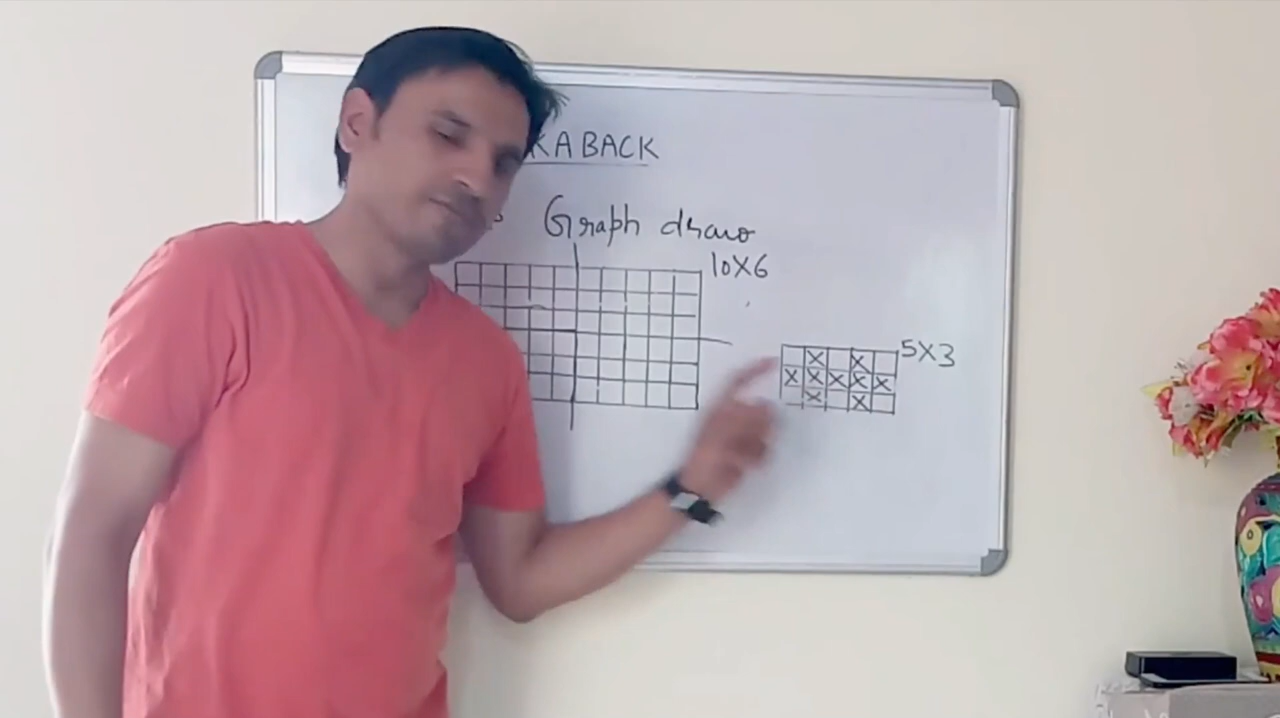 KABACK
Graph draw
10X6
5X3
X X
X X X X X
X X